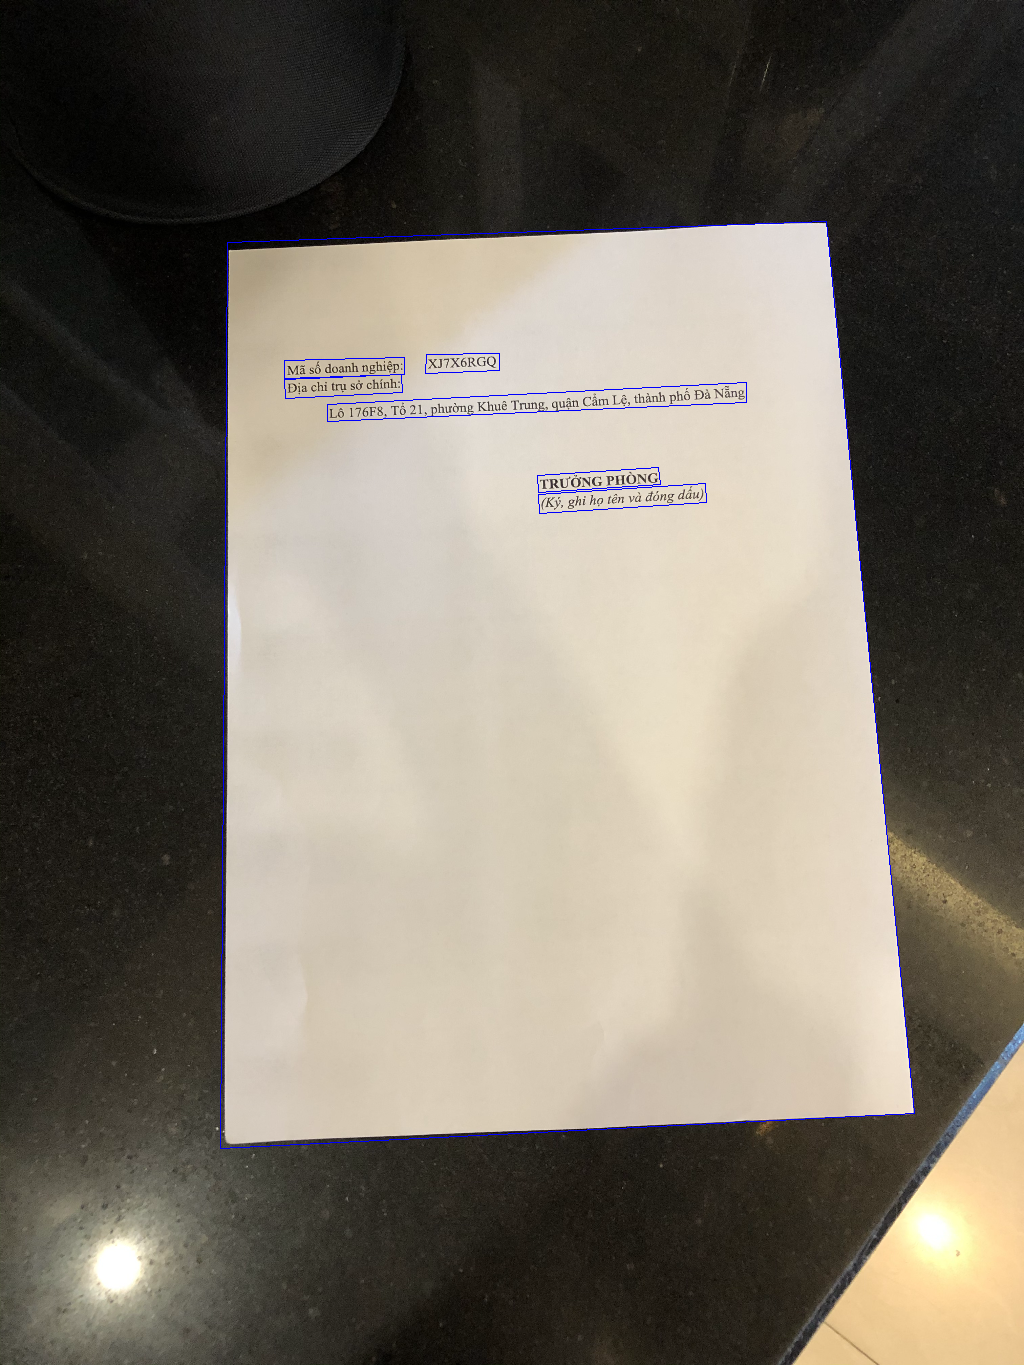 Mã số doanh nghiệp: XJ7X6RGQ
Địa chỉ trụ sở chính:
Lô 176F8, Tổ 21, phường Khuê Trung, quận Cẩm Lệ, thành phố Đà Nẵng
TRƯỞNG PHÒNG
(Ký, ghi họ tên và đóng dấu)